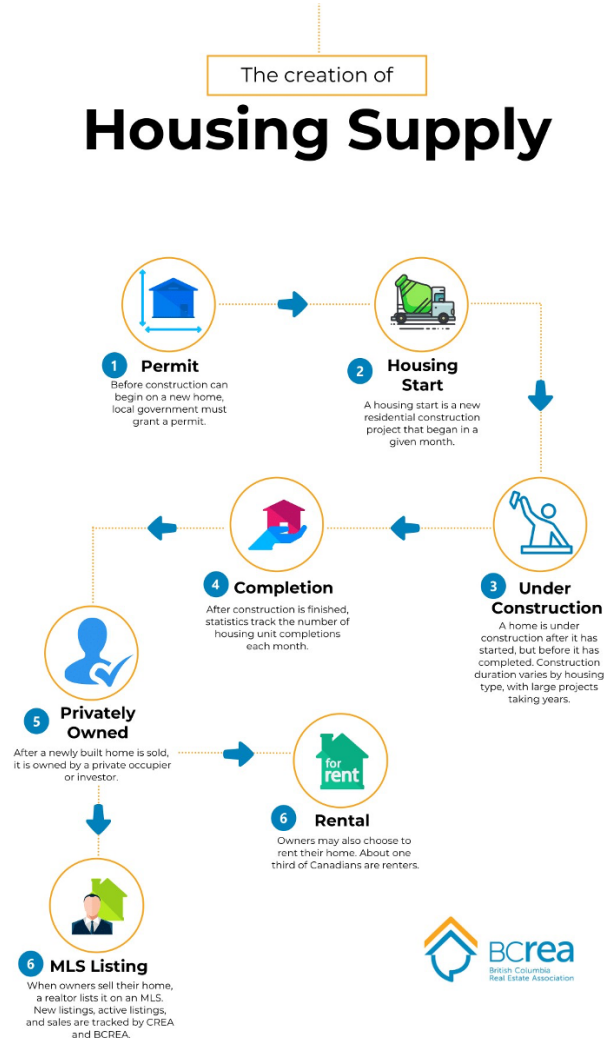 The creation of
Housing Supply
1
Permit
Before construction can
begin on a new home,
local government must
grant a permit.
2
Housing
Start
A housing start is a new
residential construction
project that began in a
given month.
3
Under
Construction
A home is under
construction after it has
started, but before it has
completed. Construction
duration varies by housing
type, with large projects
taking years.
4
Completion
After construction is finished,
statistics track the number of
housing unit completions
each month.
5
Privately
Owned
After a newly built home is sold,
it is owned by a private occupier
or investor.
for
rent
6
Rental
Owners may also choose to
rent their home. About one
third of Canadians are renters.
6
MLS Listing
When owners sell their home,
a realtor lists it on an MLS.
New listings, active listings,
and sales are tracked by CREA
and BCREA.
BCrea
British Columbia
Real Estate Association